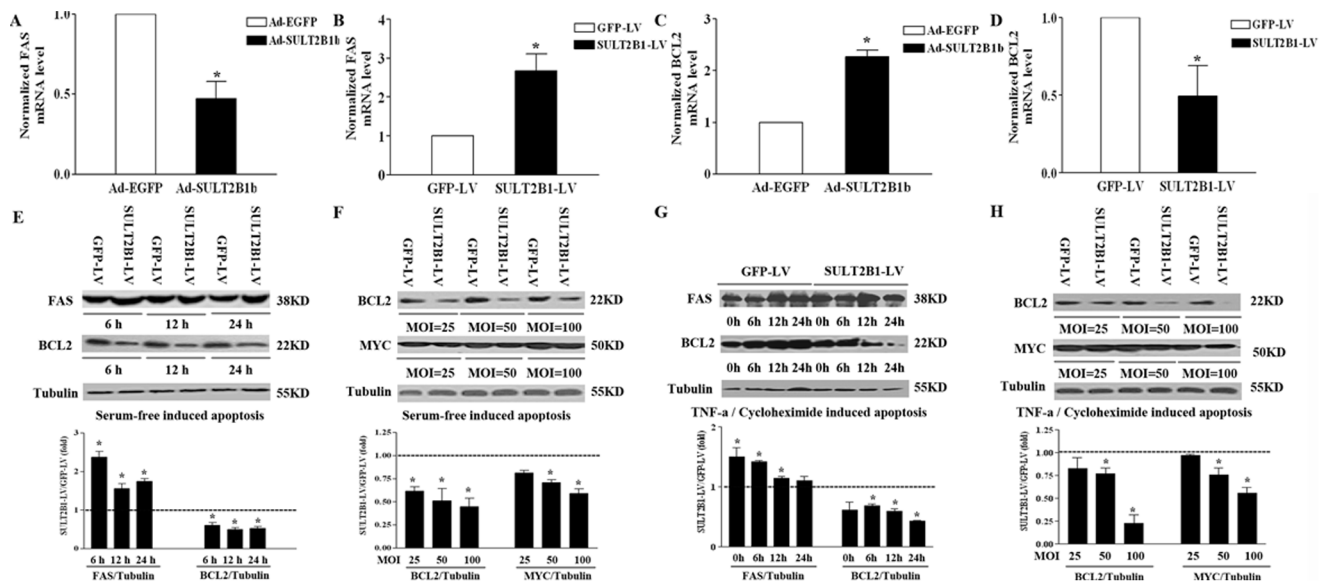 A
Normalized FAS
mRNA level
1.0
0.5
0.0
Ad-EGFP
Ad-SULT2B1b
Ad-EGFP
Ad-SULT2B1b
*
B
Normalized FAS
mRNA level
4
3
2
1
0
GFP-LV
SULT2B1-LV
GFP-LV
SULT2B1-LV
*
C
Normalized BCL2
mRNA level
3
2
1
0
Ad-EGFP
Ad-SULT2B1b
Ad-EGFP
Ad-SULT2B1b
*
D
Normalized BCL2
mRNA level
1.0
0.5
0.0
GFP-LV
SULT2B1-LV
GFP-LV
SULT2B1-LV
*
E
GFP-LV SULT2B1-LV GFP-LV SULT2B1-LV GFP-LV SULT2B1-LV
FAS 38KD
6 h 12 h 24 h
BCL2 22KD
6 h 12 h 24 h
Tubulin 55KD
Serum-free induced apoptosis
SULT2B1-LV/GFP-LV (fold)
3
2
1
0
* * * * * *
6 h 12 h 24 h 6 h 12 h 24 h
FAS/Tubulin BCL2/Tubulin
F
GFP-LV SULT2B1-LV GFP-LV SULT2B1-LV GFP-LV SULT2B1-LV
BCL2 22KD
MOI=25 MOI=50 MOI=100
MYC 50KD
MOI=25 MOI=50 MOI=100
Tubulin 55KD
Serum-free induced apoptosis
SULT2B1-LV/GFP-LV (fold)
1.25
1.00
0.75
0.50
0.25
0.00
* * * * *
MOI 25 50 100 25 50 100
BCL2/Tubulin MYC/Tubulin
G
GFP-LV SULT2B1-LV
FAS 38KD
0h 6h 12h 24h 0h 6h 12h 24h
BCL2 22KD
0h 6h 12h 24h 0h 6h 12h 24h
Tubulin 55KD
TNF-a / Cycloheximide induced apoptosis
SULT2B1-LV/GFP-LV (fold)
2
1
0
* * * * * *
0h 6h 12h 24h 0h 6h 12h 24h
FAS/Tubulin BCL2/Tubulin
H
GFP-LV SULT2B1-LV GFP-LV SULT2B1-LV GFP-LV SULT2B1-LV
BCL2 22KD
MOI=25 MOI=50 MOI=100
MYC 50KD
MOI=25 MOI=50 MOI=100
Tubulin 55KD
TNF-a / Cycloheximide induced apoptosis
SULT2B1-LV/GFP-LV (fold)
1.25
1.00
0.75
0.50
0.25
0.00
* * * *
MOI 25 50 100 25 50 100
BCL2/Tubulin MYC/Tubulin